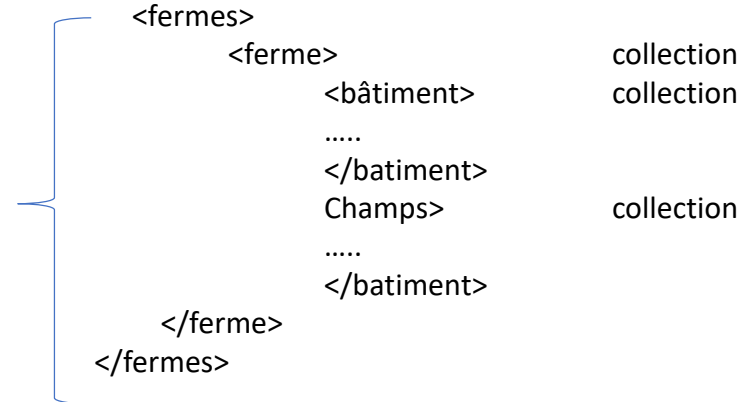 <fermes>
<ferme> collection
<bâtiment> collection
.....
</batiment>
Champs> collection
.....
</batiment>
</ferme>
</fermes>